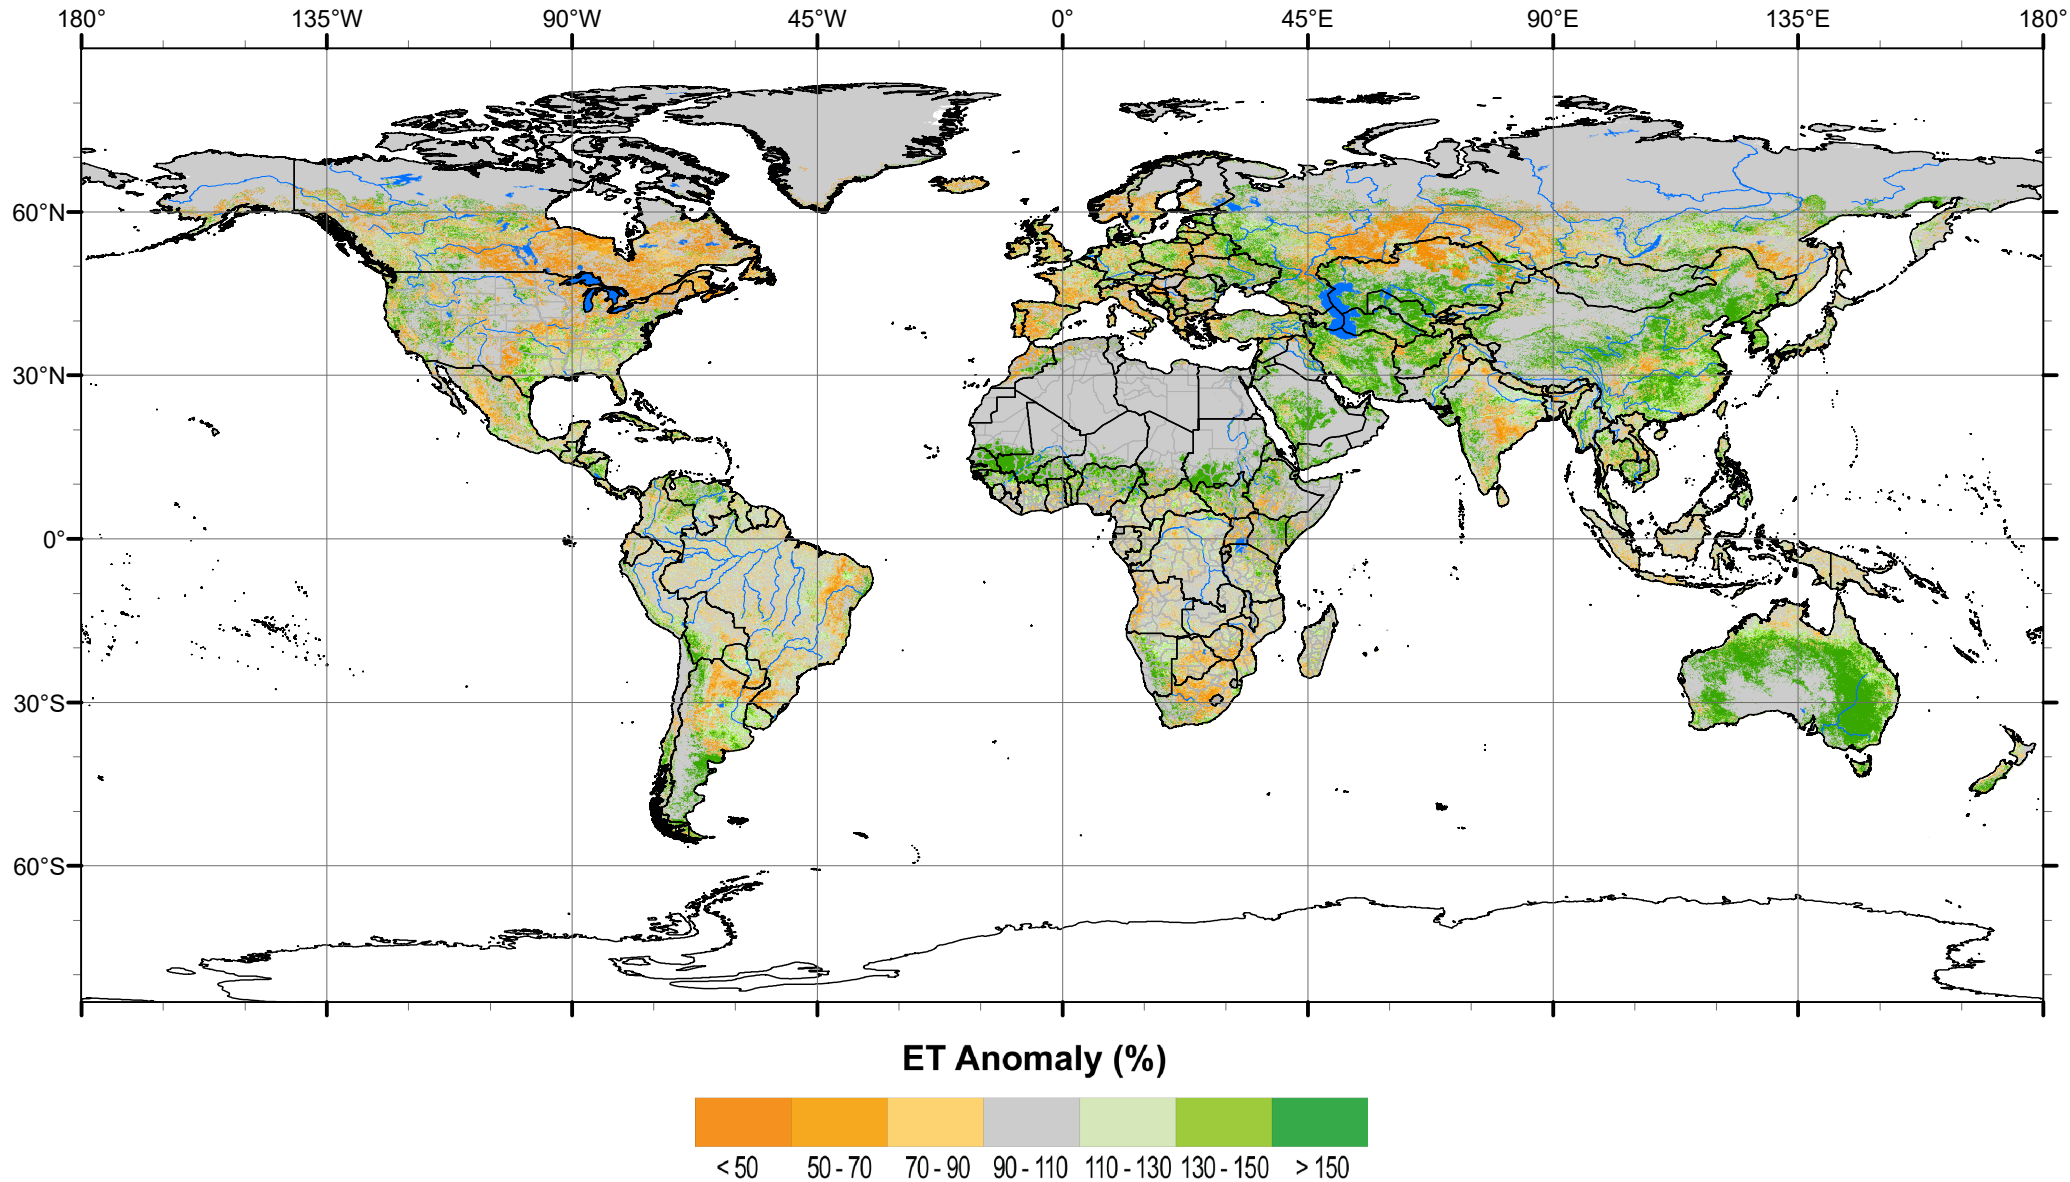 180° 135°W 90°W 45°W 0° 45°E 90°E 135°E 180°
60°N
30°N
0°
30°S
60°S
ET Anomaly (%)
< 50 50 - 70 70 - 90 90 - 110 110 - 130 130 - 150 > 150